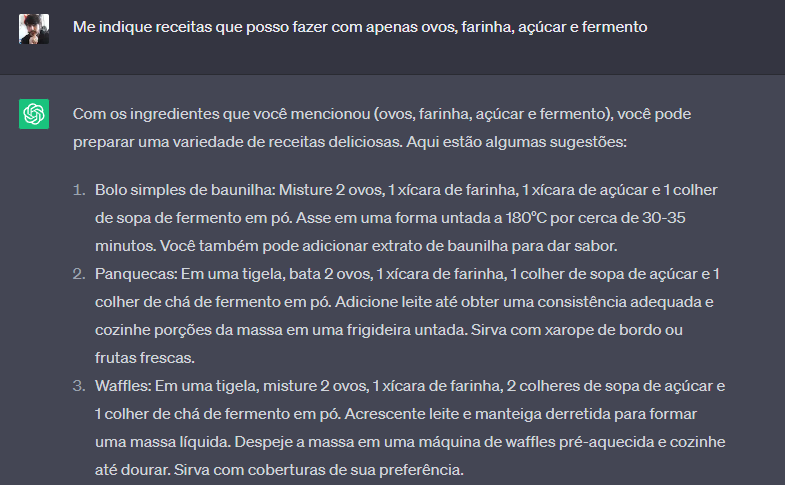 Me indique receitas que posso fazer com apenas ovos, farinha, açúcar e fermento
Com os ingredientes que você mencionou (ovos, farinha, açúcar e fermento), você pode
preparar uma variedade de receitas deliciosas. Aqui estão algumas sugestões:
1. Bolo simples de baunilha: Misture 2 ovos, 1 xícara de farinha, 1 xícara de açúcar e 1 colher
de sopa de fermento em pó. Asse em uma forma untada a 180°C por cerca de 30-35
minutos. Você também pode adicionar extrato de baunilha para dar sabor.
2. Panquecas: Em uma tigela, bata 2 ovos, 1 xícara de farinha, 1 colher de sopa de açúcar e 1
colher de chá de fermento em pó. Adicione leite até obter uma consistência adequada e
cozinhe porções da massa em uma frigideira untada. Sirva com xarope de bordo ou
frutas frescas.
3. Waffles: Em uma tigela, misture 2 ovos, 1 xícara de farinha, 2 colheres de sopa de açúcar e
1 colher de chá de fermento em pó. Acrescente leite e manteiga derretida para formar
uma massa líquida. Despeje a massa em uma máquina de waffles pré-aquecida e cozinhe
até dourar. Sirva com coberturas de sua preferência.